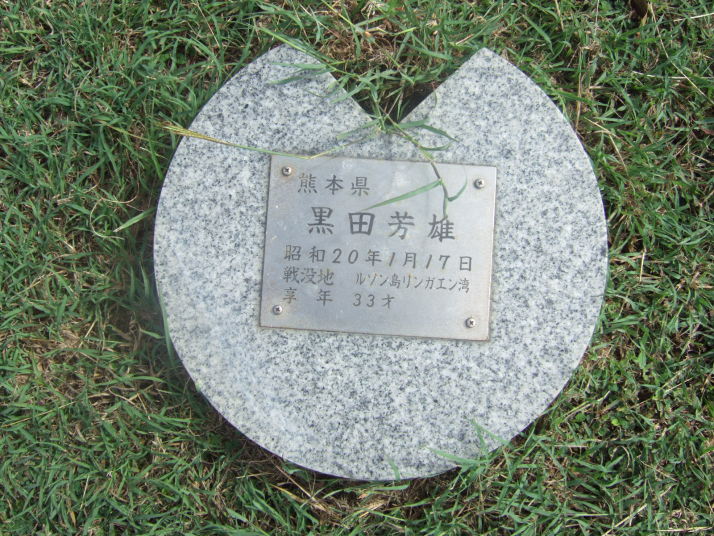 熊本県
黒田芳雄
昭和20年1月17日
戦没地 ルソン島リンガエン湾
享年 33才